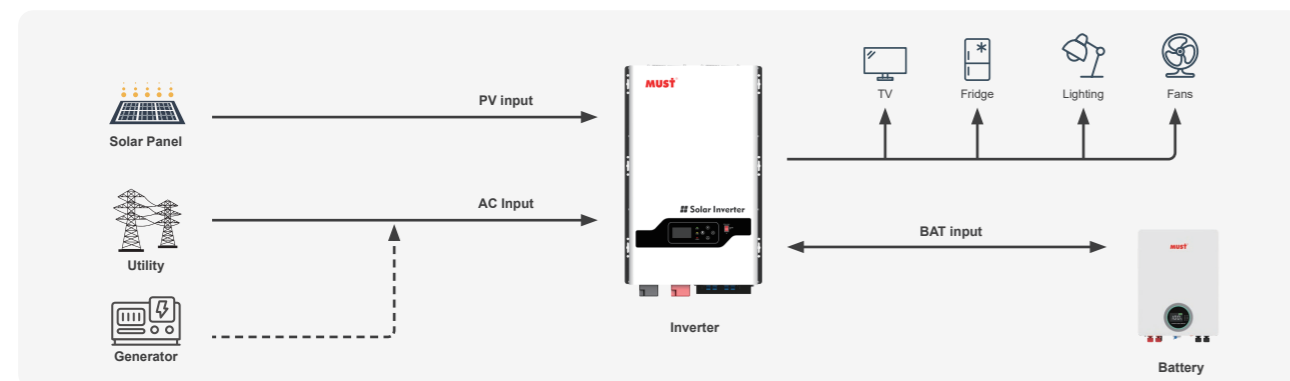 Solar Panel
PV input
Utility
AC Input
Generator
MUST
Solar Inverter
Inverter
TV
Fridge
Lighting
Fans
BAT input
MUST
Battery